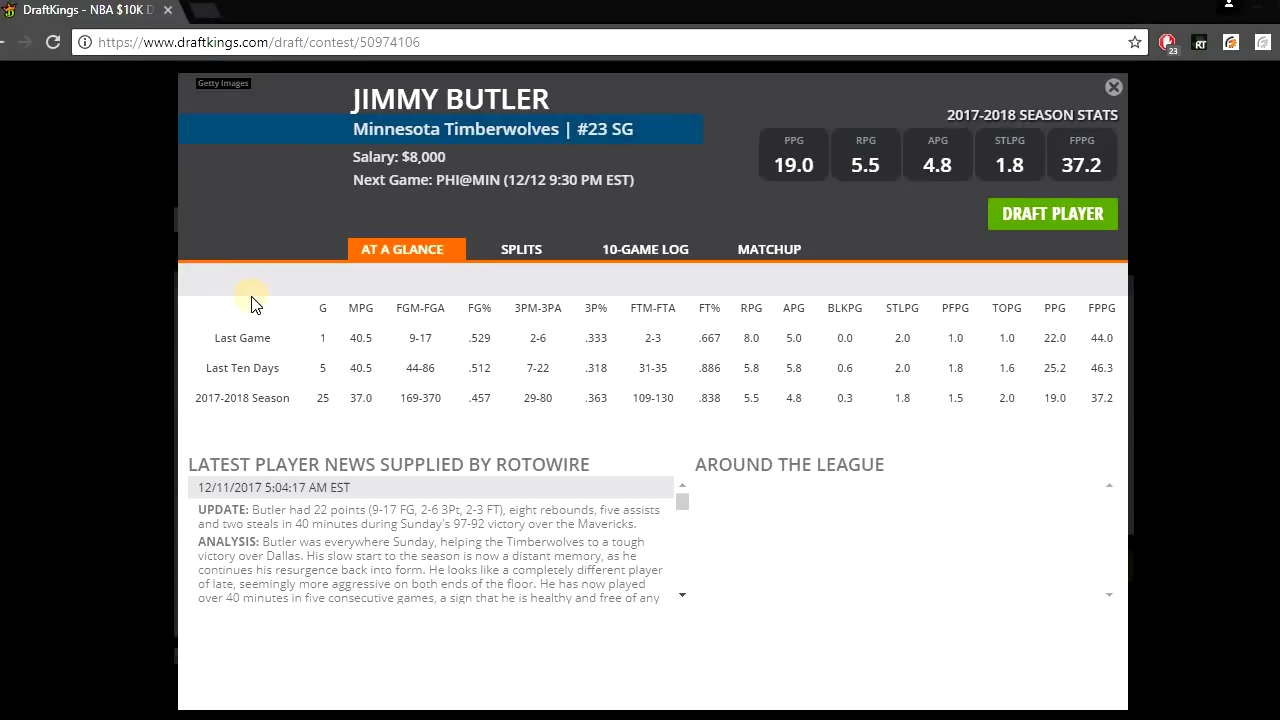 DraftKings - NBA $10K D
https://www.draftkings.com/draft/contest/50974106
23
RT
Getty Images
JIMMY BUTLER
Minnesota Timberwolves | #23 SG
Salary: $8,000
Next Game: PHI@MIN (12/12 9:30 PM EST)
2017-2018 SEASON STATS
PPG RPG APG STLPG FPPG
19.0 5.5 4.8 1.8 37.2
DRAFT PLAYER
AT A GLANCE SPLITS 10-GAME LOG MATCHUP
G MPG FGM-FGA FG% 3PM-3PA 3P% FTM-FTA FT% RPG APG BLKPG STLPG PFPG TOPG PPG FPPG
Last Game 1 40.5 9-17 .529 2-6 .333 2-3 .667 8.0 5.0 0.0 2.0 1.0 1.0 22.0 44.0
Last Ten Days 5 40.5 44-86 .512 7-22 .318 31-35 .886 5.8 5.8 0.6 2.0 1.8 1.6 25.2 46.3
2017-2018 Season 25 37.0 169-370 .457 29-80 .363 109-130 .838 5.5 4.8 0.3 1.8 1.5 2.0 19.0 37.2
LATEST PLAYER NEWS SUPPLIED BY ROTOWIRE
12/11/2017 5:04:17 AM EST
UPDATE: Butler had 22 points (9-17 FG, 2-6 3Pt, 2-3 FT), eight rebounds, five assists
and two steals in 40 minutes during Sunday's 97-92 victory over the Mavericks.
ANALYSIS: Butler was everywhere Sunday, helping the Timberwolves to a tough
victory over Dallas. His slow start to the season is now a distant memory, as he
continues his resurgence back into form. He looks like a completely different player
of late, seemingly more aggressive on both ends of the floor. He has now played
over 40 minutes in five consecutive games, a sign that he is healthy and free of any
AROUND THE LEAGUE